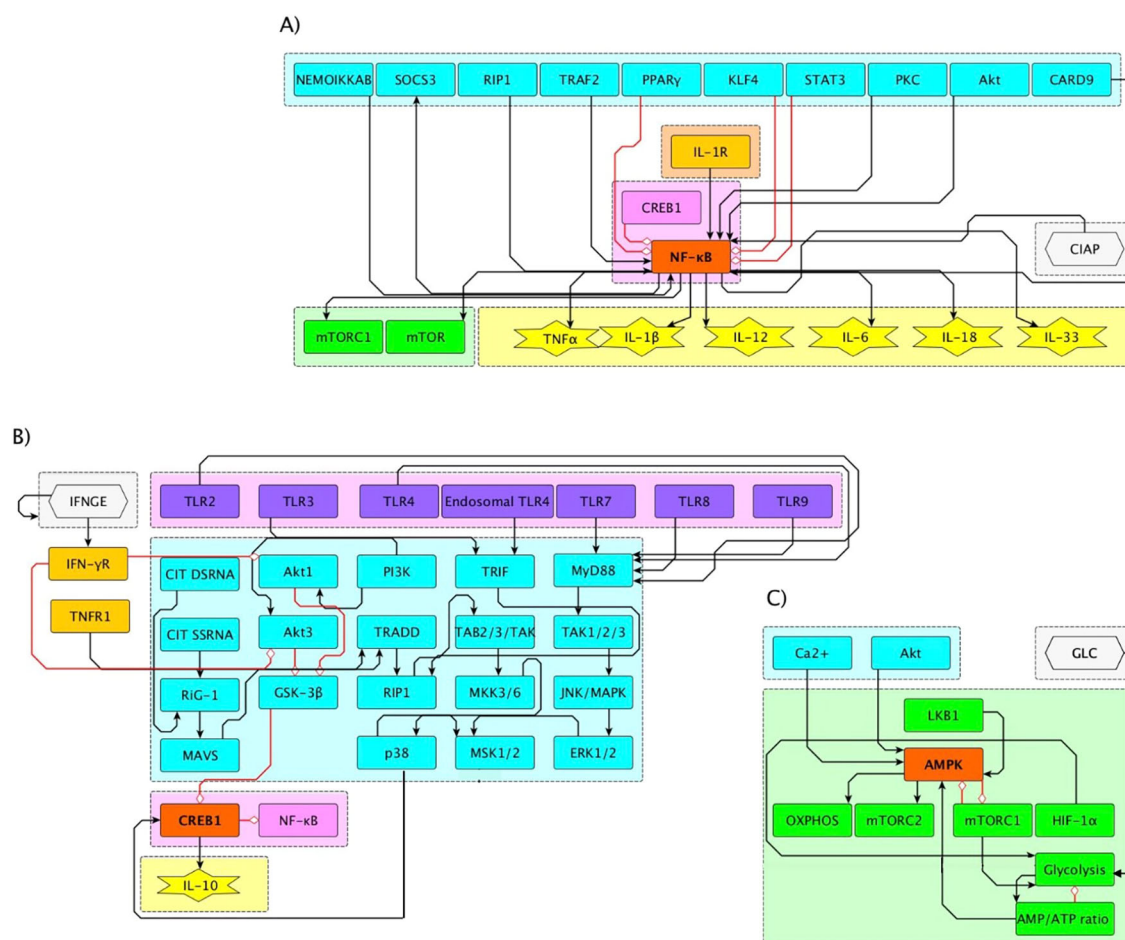 A)
NEMOIKKAB SOCS3 RIP1 TRAF2 PPARγ KLF4 STAT3 PKC Akt CARD9
IL-1R
CREB1
CIAP
NF-κB
mTORC1 mTOR TNFα IL-1β IL-12 IL-6 IL-18 IL-33
B)
IFNGE TLR2 TLR3 TLR4 Endosomal TLR4 TLR7 TLR8 TLR9
IFN-γR CIT DSRNA Akt1 PI3K TRIF MyD88
TNFR1 CIT SSRNA Akt3 TRADD TAB2/3/TAK TAK1/2/3
RiG-1 GSK-3β RIP1 MKK3/6 JNK/MAPK
MAVS p38 MSK1/2 ERK1/2
CREB1 NF-κB
IL-10
C)
Ca2+ Akt GLC
LKB1
AMPK
OXPHOS mTORC2 mTORC1 HIF-1α
Glycolysis
AMP/ATP ratio